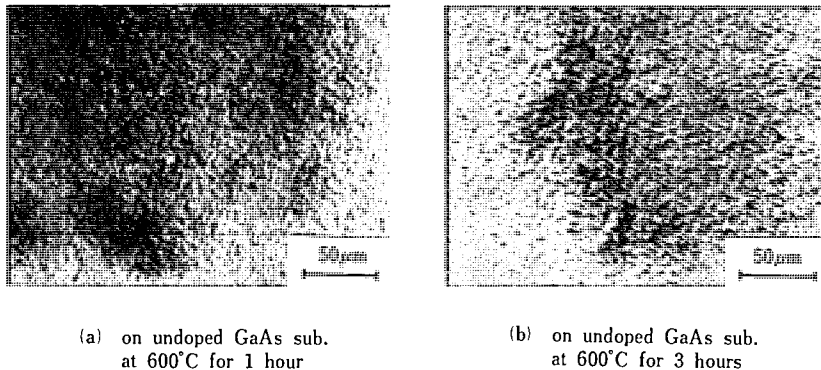 50μm
50μm
(a) on undoped GaAs sub.
at 600°C for 1 hour
(b) on undoped GaAs sub.
at 600°C for 3 hours